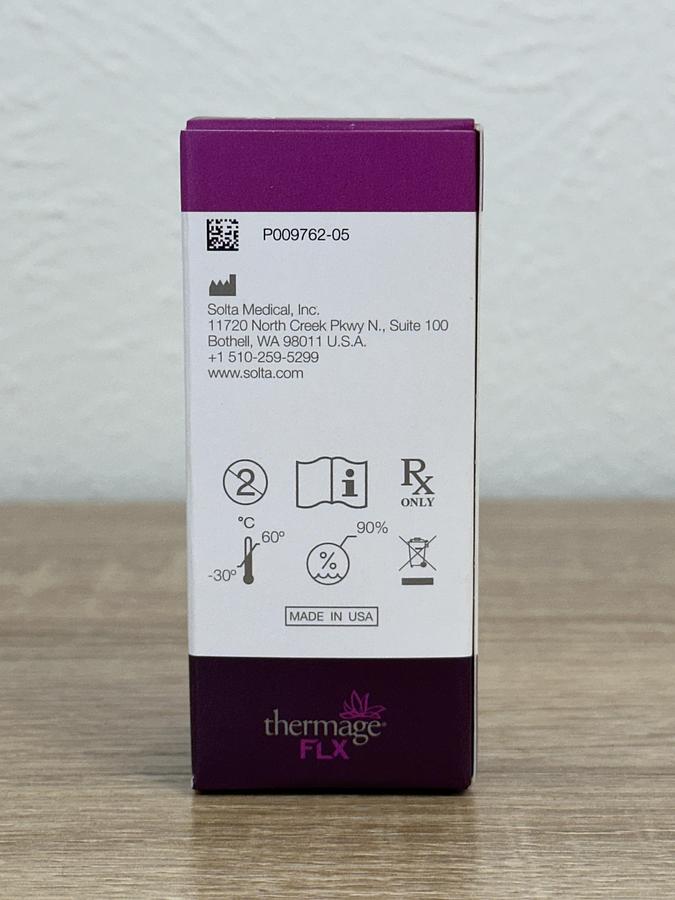 P009762-05
Solta Medical, Inc.
11720 North Creek Pkwy N., Suite 100
Bothell, WA 98011 U.S.A.
+1 510-259-5299
www.solta.com
2
i
Rx
ONLY
°C
60°
-30°
90%
%
MADE IN USA
thermage®
FLX